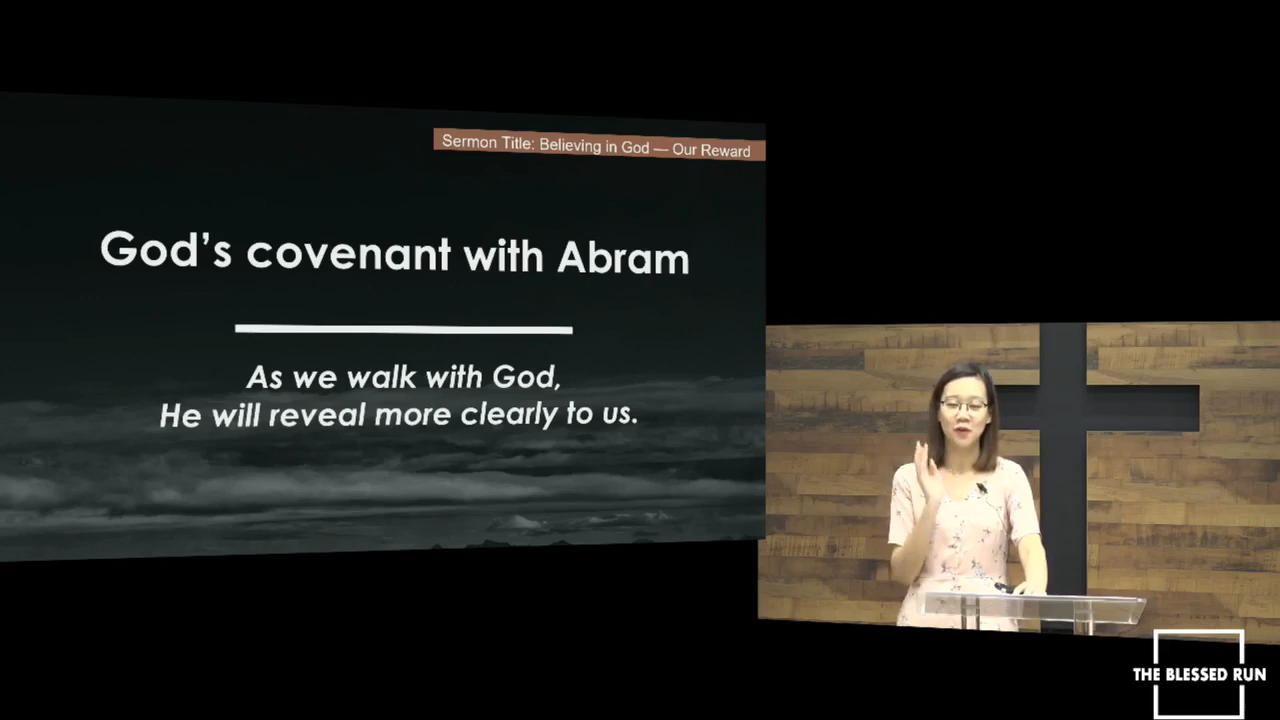 Sermon Title: Believing in God — Our Reward
God’s covenant with Abram
As we walk with God,
He will reveal more clearly to us.
THE BLESSED RUN